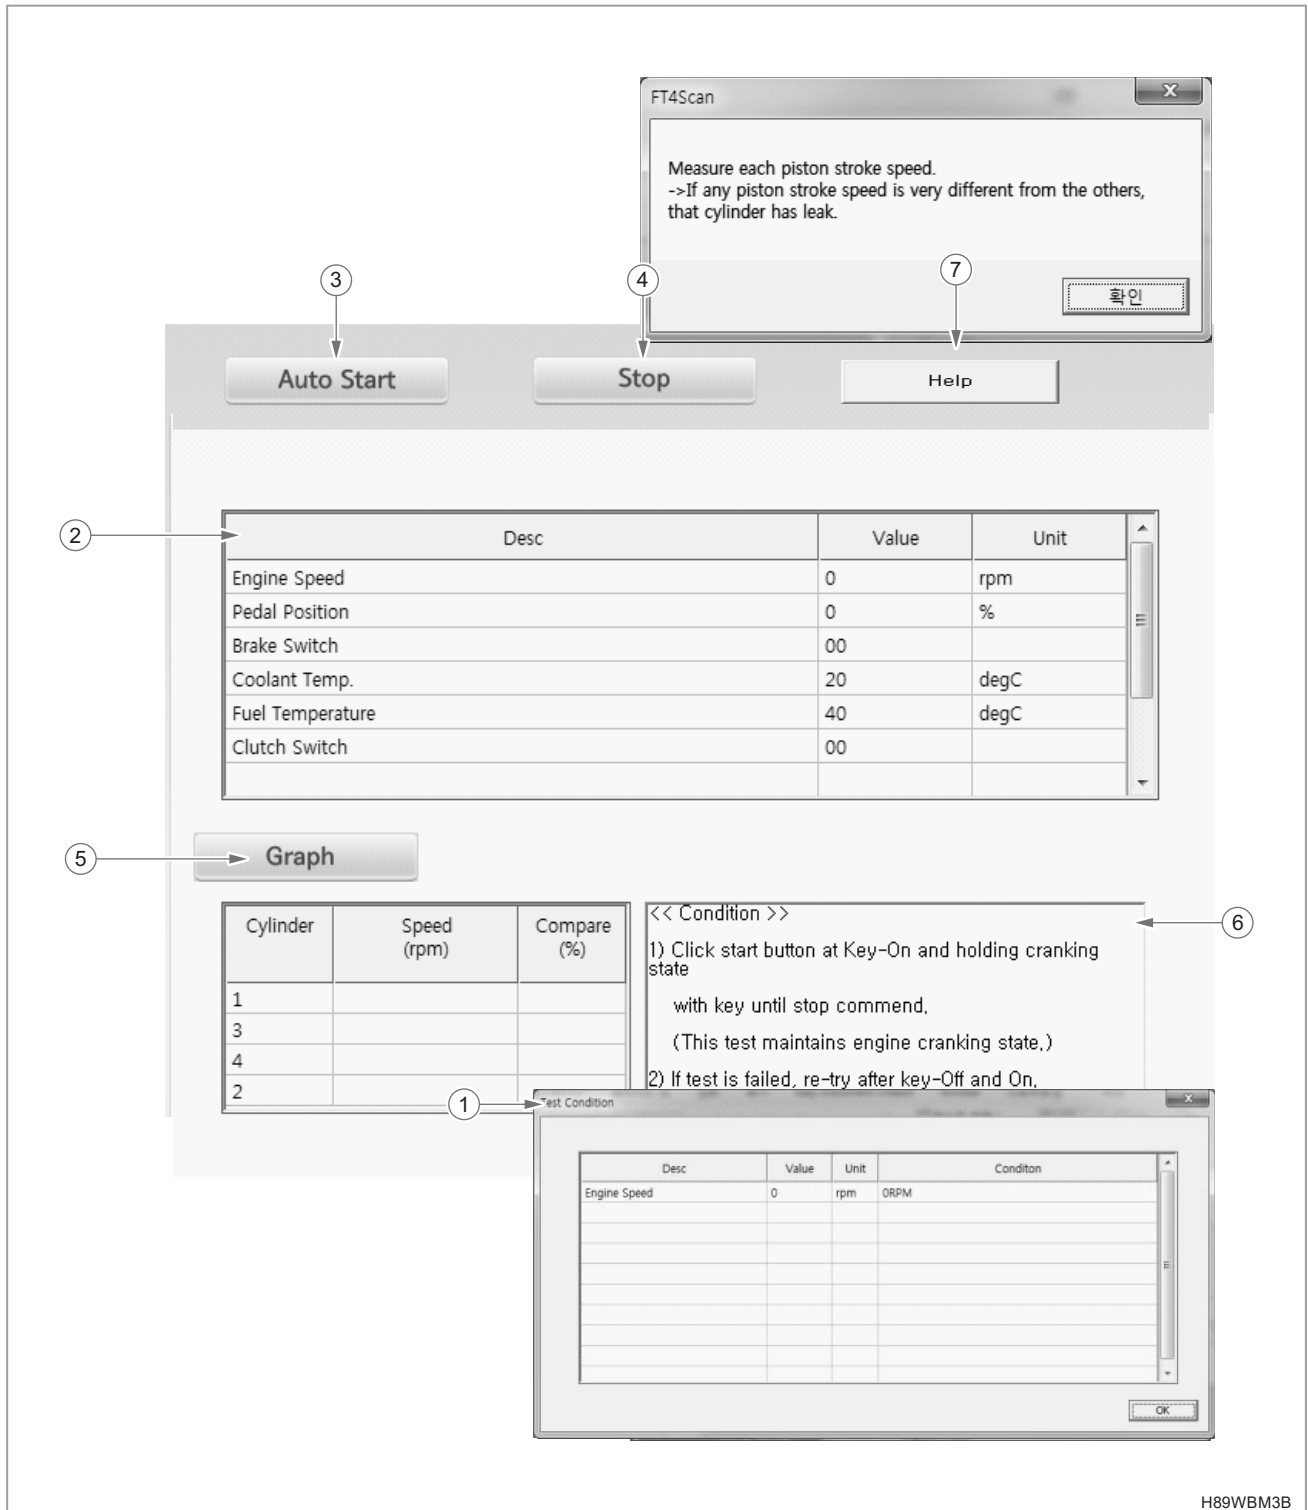 FT4Scan
Measure each piston stroke speed.
->If any piston stroke speed is very different from the others,
that cylinder has leak.
확인
3
4
7
Auto Start
Stop
Help
2
Desc Value Unit
Engine Speed 0 rpm
Pedal Position 0 %
Brake Switch 00
Coolant Temp. 20 degC
Fuel Temperature 40 degC
Clutch Switch 00
5
Graph
Cylinder Speed (rpm) Compare (%)
1
3
4
2
6
<< Condition >>
1) Click start button at Key-On and holding cranking
state
with key until stop commend,
(This test maintains engine cranking state,)
2) If test is failed, re-try after key-Off and On,
1
Test Condition
Desc Value Unit Conditon
Engine Speed 0 rpm 0RPM
OK
H89WBM3B